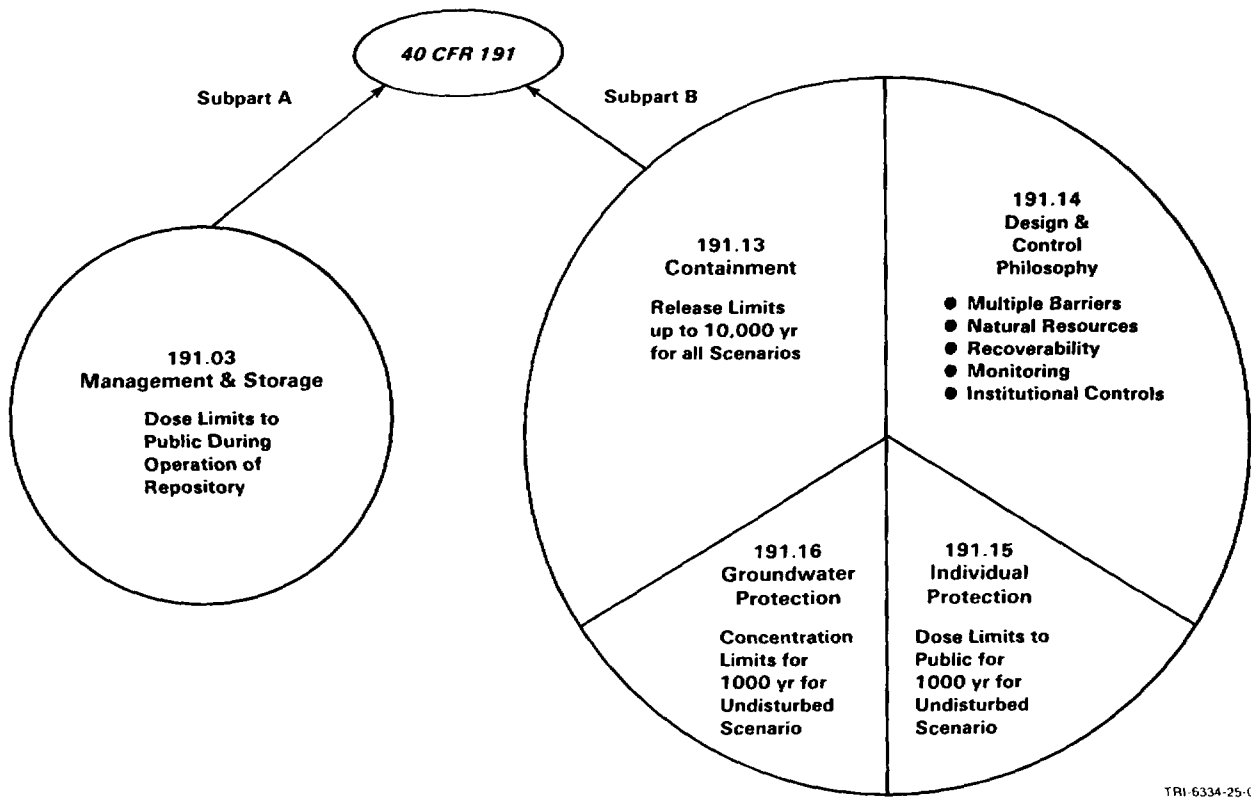 40 CFR 191
Subpart A
Subpart B
191.03
Management & Storage
Dose Limits to
Public During
Operation of
Repository
191.13
Containment
Release Limits
up to 10,000 yr
for all Scenarios
191.14
Design &
Control
Philosophy
● Multiple Barriers
● Natural Resources
● Recoverability
● Monitoring
● Institutional Controls
191.16
Groundwater
Protection
Concentration
Limits for
1000 yr for
Undisturbed
Scenario
191.15
Individual
Protection
Dose Limits to
Public for
1000 yr for
Undisturbed
Scenario